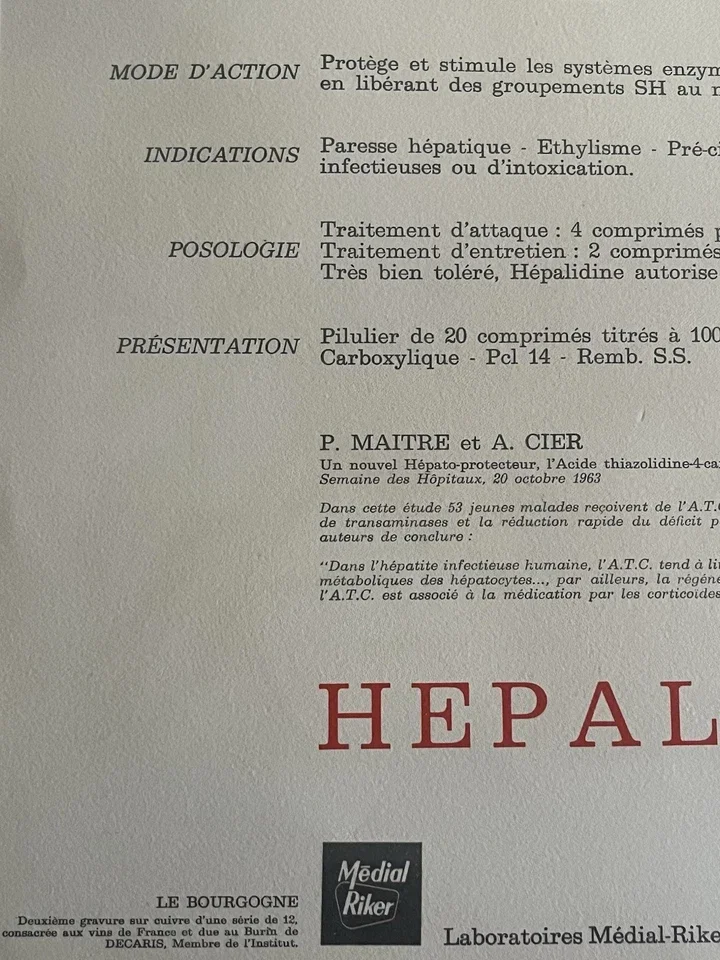 MODE D'ACTION
Protège et stimule les systèmes enzym
en libérant des groupements SH au
INDICATIONS
Paresse hépatique - Ethylisme - Pré-ci
infectieuses ou d'intoxication.
POSOLOGIE
Traitement d'attaque : 4 comprimés p
Traitement d'entretien : 2 comprimés
Très bien toléré, Hépalidine autorise
PRÉSENTATION
Pilulier de 20 comprimés titrés à 100
Carboxylique - Pcl 14 - Remb. S.S.
P. MAITRE et A. CIER
Un nouvel Hépato-protecteur, l'Acide thiazolidine-4-ca
Semaine des Hôpitaux, 20 octobre 1963
Dans cette étude 53 jeunes malades reçoivent de l'A.T.C
de transaminases et la réduction rapide du déficit p
auteurs de conclure :
“Dans l'hépatite infectieuse humaine, l'A.T.C. tend à li
métaboliques des hépatocytes..., par ailleurs, la régéné
l'A.T.C. est associé à la médication par les corticoïdes
HEPAL
Médial
Riker
LE BOURGOGNE
Deuxième gravure sur cuivre d'une série de 12,
consacrée aux vins de France et due au Burin de
DECARIS, Membre de l'Institut.
Laboratoires Médial-Rike